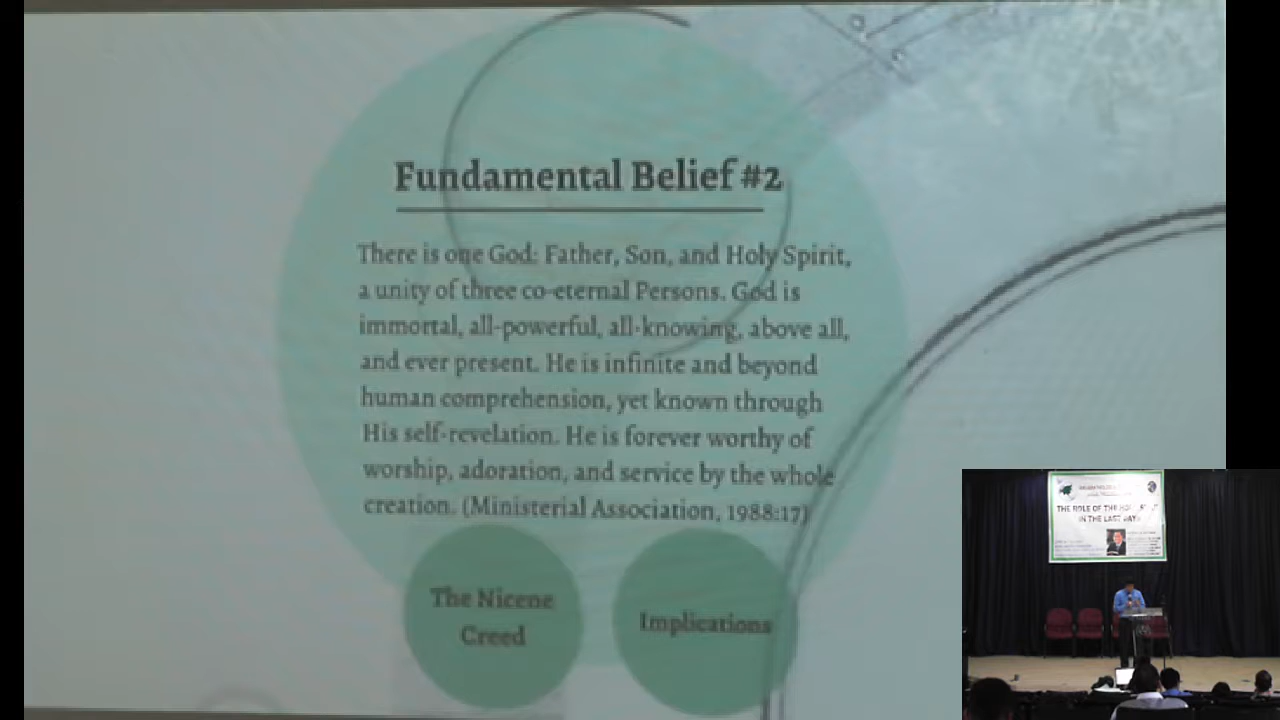 Fundamental Belief #2
There is one God: Father, Son, and Holy Spirit,
a unity of three co-eternal Persons. God is
immortal, all-powerful, all-knowing, above all,
and ever present. He is infinite and beyond
human comprehension, yet known through
His self-revelation. He is forever worthy of
worship, adoration, and service by the whole
creation. (Ministerial Association, 1988:17)
The Nicene
Creed
Implications
THE ROLE OF THE
IN THE LAST DAYS